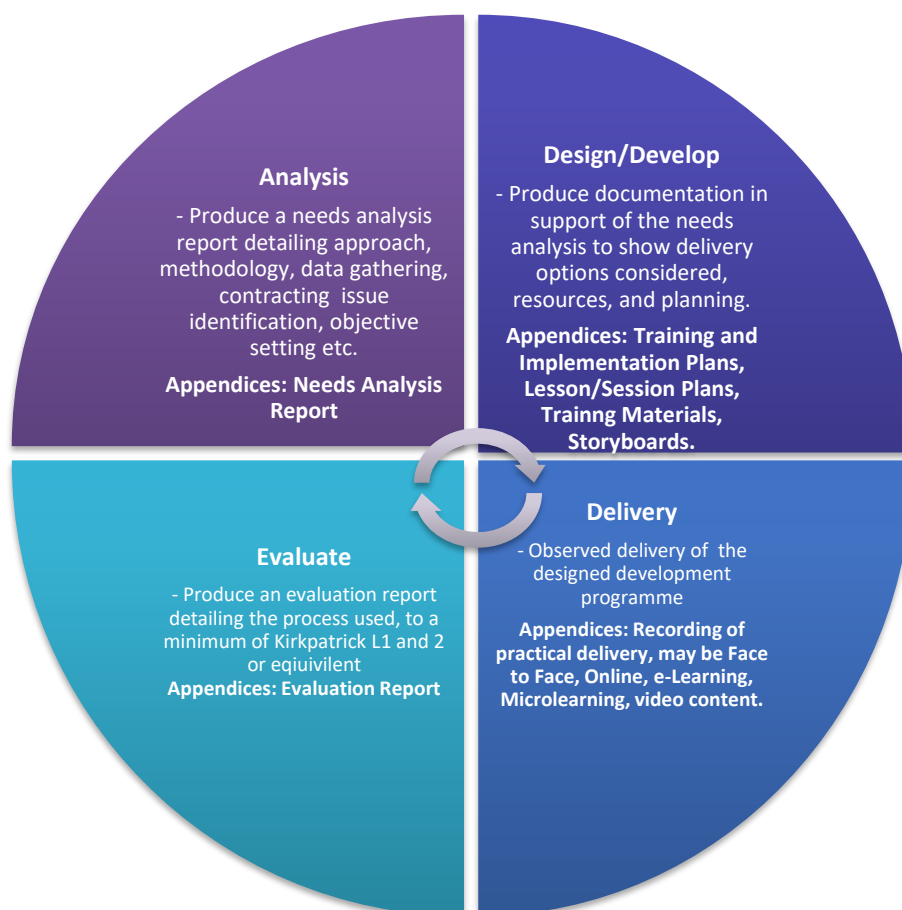 Analysis
- Produce a needs analysis
report detailing approach,
methodology, data gathering,
contracting  issue
identification, objective
setting etc.
Appendices: Needs Analysis
Report
Design/Develop
- Produce documentation in
support of the needs
analysis to show delivery
options considered,
resources, and planning.
Appendices: Training and
Implementation Plans,
Lesson/Session Plans,
Trainng Materials,
Storyboards.
Evaluate
- Produce an evaluation report
detailing the process used, to a
minimum of Kirkpatrick L1 and 2
or eqiuivilent
Appendices: Evaluation Report
Delivery
- Observed delivery of  the
designed development
programme
Appendices: Recording of
practical delivery, may be Face
to Face, Online, e-Learning,
Microlearning, video content.